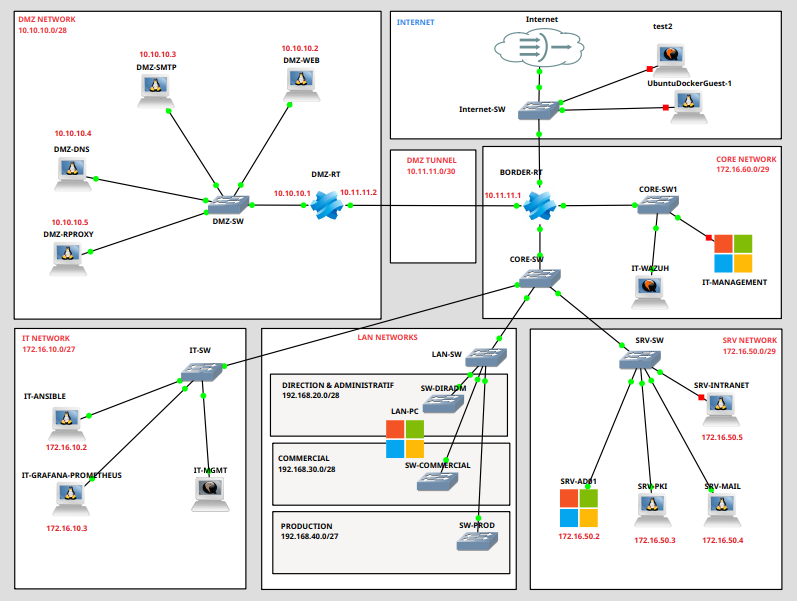 DMZ NETWORK
10.10.10.0/28
10.10.10.3
DMZ-SMTP
10.10.10.2
DMZ-WEB
10.10.10.4
DMZ-DNS
10.10.10.5
DMZ-RPROXY
DMZ-SW
10.10.10.1
DMZ-RT
10.11.11.2
INTERNET
Internet
test2
Internet-SW
UbuntuDockerGuest-1
DMZ TUNNEL
10.11.11.0/30
CORE NETWORK
172.16.60.0/29
BORDER-RT
10.11.11.1
CORE-SW1
IT-WAZUH
IT-MANAGEMENT
CORE-SW
IT NETWORK
172.16.10.0/27
IT-SW
IT-ANSIBLE
172.16.10.2
IT-GRAFANA-PROMETHEUS
172.16.10.3
IT-MGMT
LAN NETWORKS
LAN-SW
DIRECTION & ADMINISTRATIF
192.168.20.0/28
SW-DIRADM
LAN-PC
COMMERCIAL
192.168.30.0/28
SW-COMMERCIAL
PRODUCTION
192.168.40.0/27
SW-PROD
SRV NETWORK
172.16.50.0/29
SRV-SW
SRV-INTRANET
172.16.50.5
SRV-AD01
172.16.50.2
SRV-PKI
172.16.50.3
SRV-MAIL
172.16.50.4